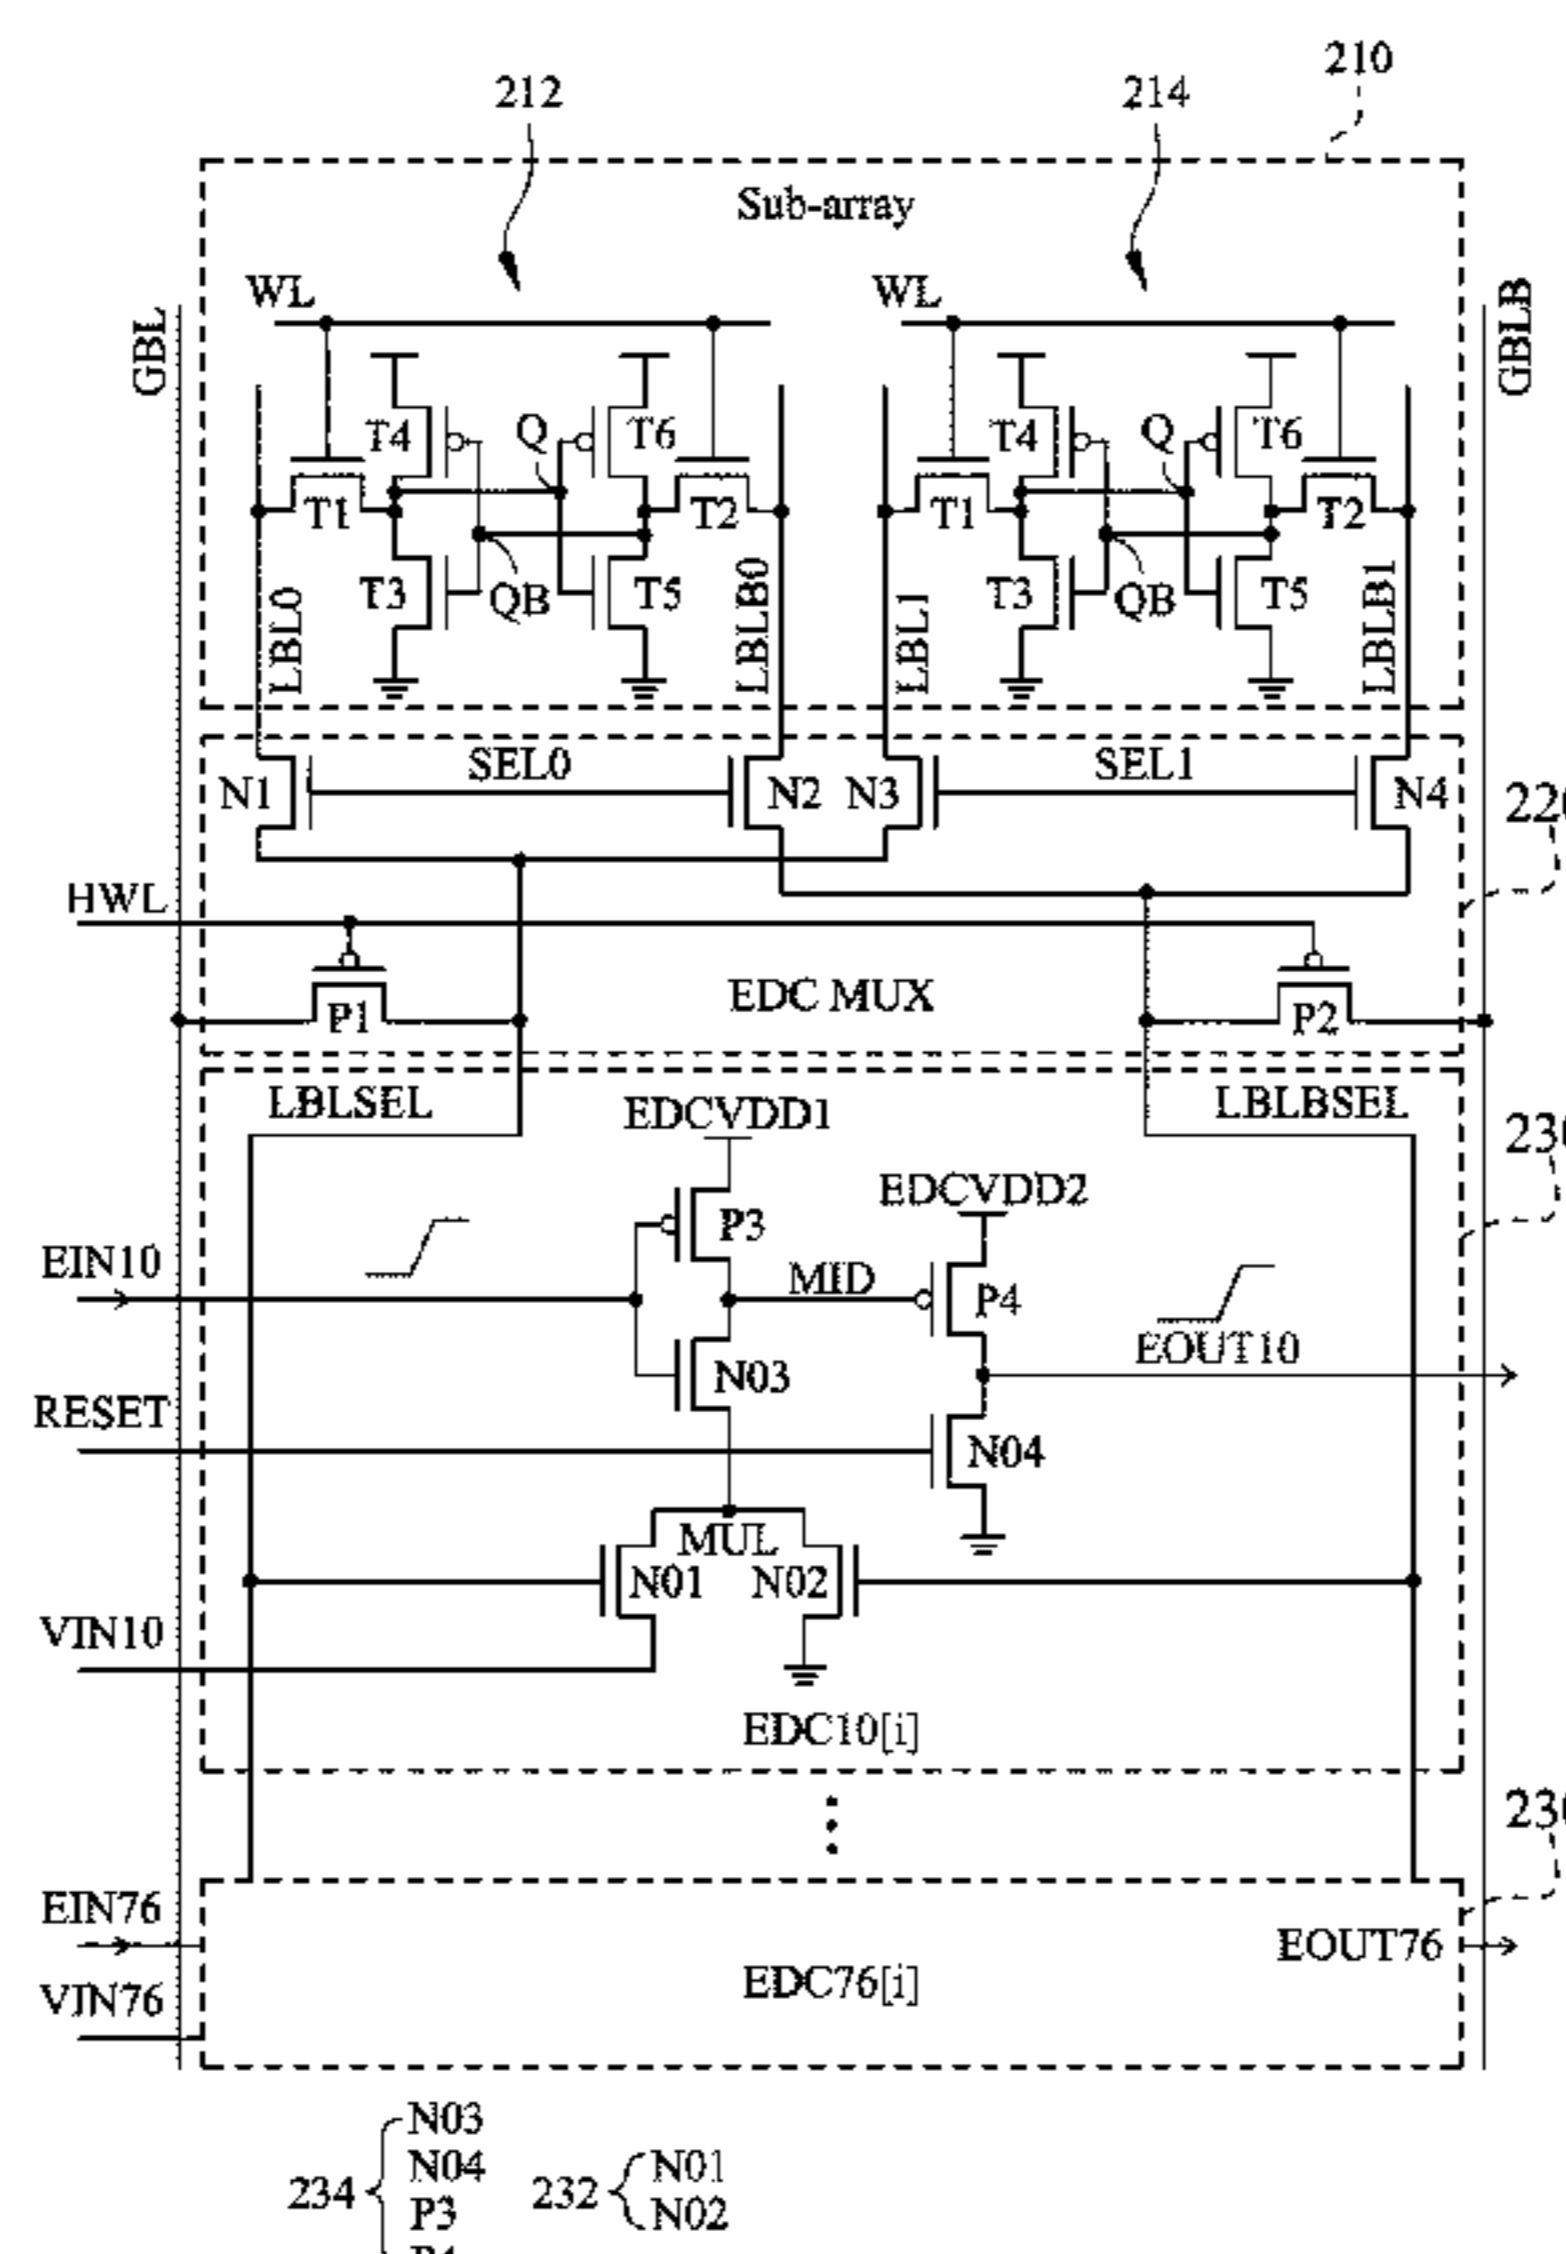 210
212
214
Sub-array
WL
WL
GBL
GBLB
T4
Q
T6
T4
Q
T6
T1
T2
T1
T2
T3
QB
T5
T3
QB
T5
LBL0
LBLB0
LBL1
LBLB1
SEL0
SEL1
N1
N2
N3
N4
HWL
EDC MUX
P1
P2
LBLSEL
EDCVDD1
LBLBSEL
EDCVDD2
P3
EIN10
MID
P4
EOUT10
N03
RESET
N04
MUL
N01
N02
VIN10
EDC10[i]
EIN76
EOUT76
VIN76
EDC76[i]
N03
N04
234
P3
232
N01
N02